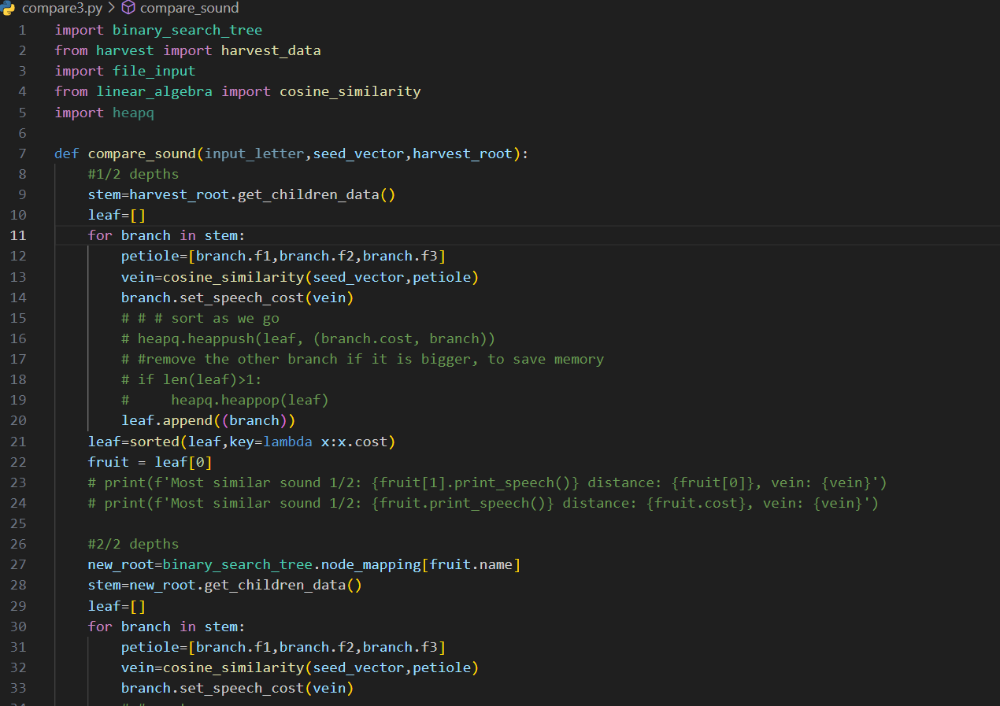 compare3.py > compare_sound
1 import binary_search_tree
2 from harvest import harvest_data
3 import file_input
4 from linear_algebra import cosine_similarity
5 import heapq
6
7 def compare_sound(input_letter,seed_vector,harvest_root):
8     #1/2 depths
9     stem=harvest_root.get_children_data()
10     leaf=[]
11     for branch in stem:
12         petiole=[branch.f1,branch.f2,branch.f3]
13         vein=cosine_similarity(seed_vector,petiole)
14         branch.set_speech_cost(vein)
15         # # # sort as we go
16         # heapq.heappush(leaf, (branch.cost, branch))
17         # #remove the other branch if it is bigger, to save memory
18         # if len(leaf)>1:
19         #     heapq.heappop(leaf)
20         leaf.append((branch))
21     leaf=sorted(leaf,key=lambda x:x.cost)
22     fruit = leaf[0]
23     # print(f'Most similar sound 1/2: {fruit[1].print_speech()} distance: {fruit[0]}, vein: {vein}')
24     # print(f'Most similar sound 1/2: {fruit.print_speech()} distance: {fruit.cost}, vein: {vein}')
25
26     #2/2 depths
27     new_root=binary_search_tree.node_mapping[fruit.name]
28     stem=new_root.get_children_data()
29     leaf=[]
30     for branch in stem:
31         petiole=[branch.f1,branch.f2,branch.f3]
32         vein=cosine_similarity(seed_vector,petiole)
33         branch.set_speech_cost(vein)